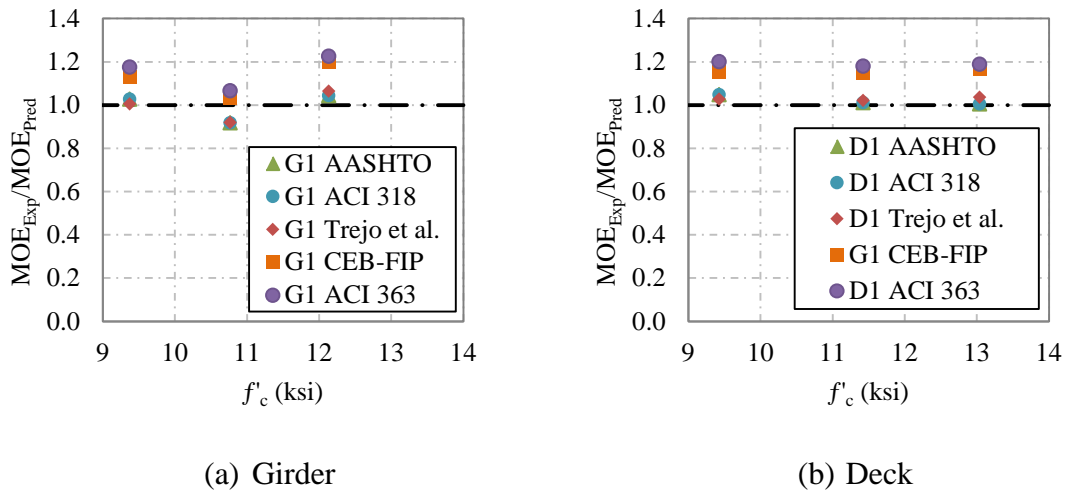 1.4
1.2
1.0
0.8
0.6
0.4
0.2
0.0
MOE_Exp/MOE_Pred
G1 AASHTO
G1 ACI 318
G1 Trejo et al.
G1 CEB-FIP
G1 ACI 363
9 10 11 12 13 14
f'c (ksi)
(a) Girder
1.4
1.2
1.0
0.8
0.6
0.4
0.2
0.0
MOE_Exp/MOE_Pred
D1 AASHTO
D1 ACI 318
D1 Trejo et al.
G1 CEB-FIP
D1 ACI 363
9 10 11 12 13 14
f'c (ksi)
(b) Deck